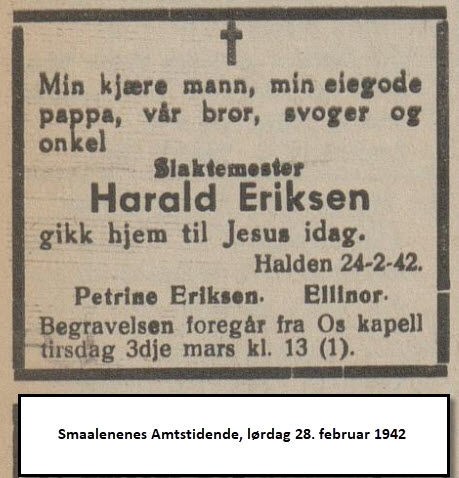 Min kjære mann, min eiegode
pappa, vår bror, svoger og
onkel
Slaktemester
Harald Eriksen
gikk hjem til Jesus idag.
Halden 24-2-42.
Petrine Eriksen. Ellinor.
Begravelsen foregår fra Os kapell
tirsdag 3dje mars kl. 13 (1).
Smaalenenes Amtstidende, lørdag 28. februar 1942